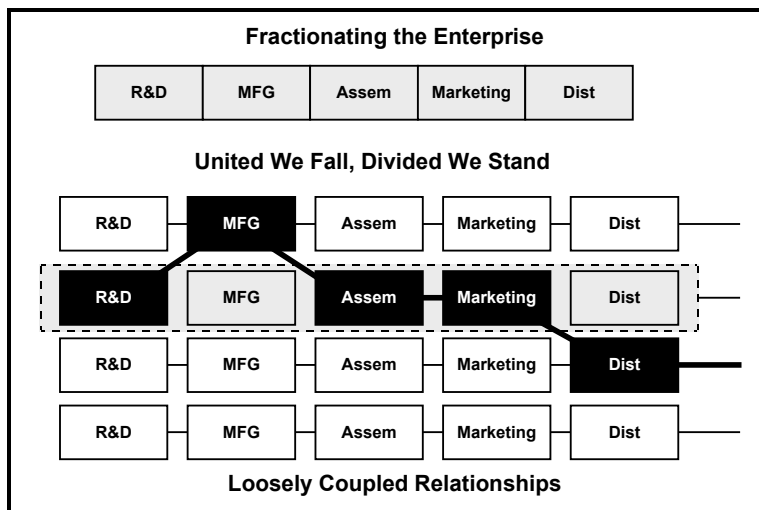 Fractionating the Enterprise
R&D MFG Assem Marketing Dist
United We Fall, Divided We Stand
R&D MFG Assem Marketing Dist
R&D MFG Assem Marketing Dist
R&D MFG Assem Marketing Dist
R&D MFG Assem Marketing Dist
Loosely Coupled Relationships